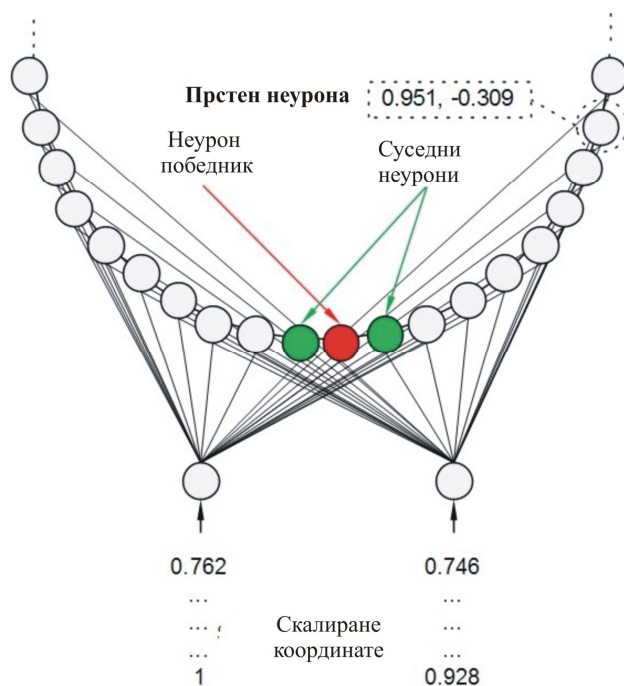 Прстен неурона
0.951, -0.309
Неурон
победник
Суседни
неурони
0.762
...
...
...
1
0.746
...
...
...
0.928
Скалиране
координате